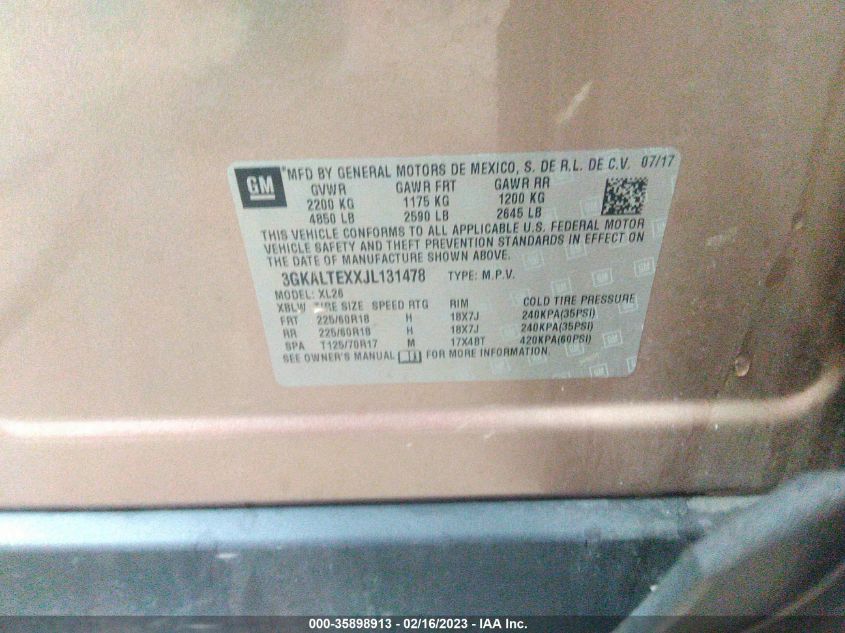 GM
® MFD BY GENERAL MOTORS DE MEXICO, S. DE R.L. DE C.V. 07/17
GVWR GAWR FRT GAWR RR
2200 KG 1175 KG 1200 KG
4850 LB 2590 LB 2645 LB
THIS VEHICLE CONFORMS TO ALL APPLICABLE U.S. FEDERAL MOTOR
VEHICLE SAFETY AND THEFT PREVENTION STANDARDS IN EFFECT ON
THE DATE OF MANUFACTURE SHOWN ABOVE.
3GKALTEXXJL131478 TYPE: M.P.V.
MODEL: XL26
XBLW TIRE SIZE SPEED RTG RIM COLD TIRE PRESSURE
FRT 225/60R18 H 18X7J 240KPA(35PSI)
RR 225/60R18 H 18X7J 240KPA(35PSI)
SPA T125/70R17 M 17X4BT 420KPA(60PSI)
SEE OWNER'S MANUAL FOR MORE INFORMATION.
000-35898913 - 02/16/2023 - IAA Inc.